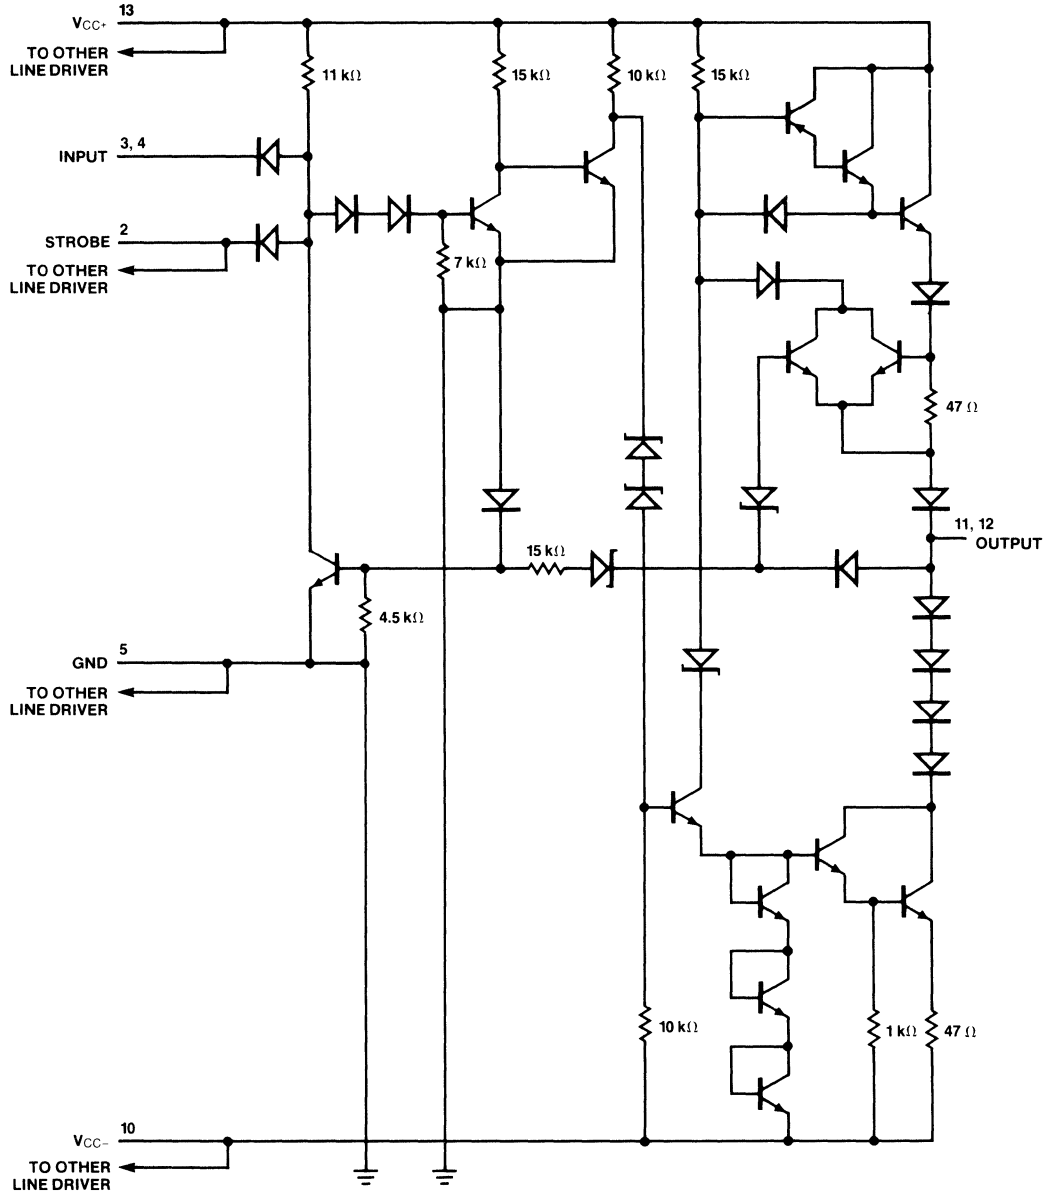 13
VCC+
TO OTHER
LINE DRIVER
11 kΩ
15 kΩ
10 kΩ
15 kΩ
3, 4
INPUT
2
STROBE
TO OTHER
LINE DRIVER
7 kΩ
47 Ω
11, 12
OUTPUT
15 kΩ
4.5 kΩ
5
GND
TO OTHER
LINE DRIVER
10 kΩ
1 kΩ
47 Ω
10
VCC−
TO OTHER
LINE DRIVER